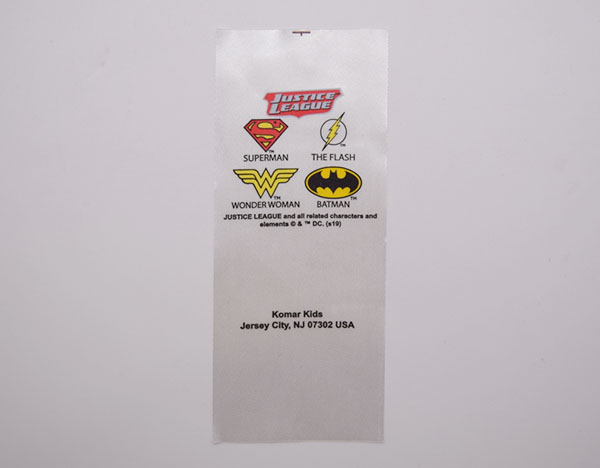 JUSTICE
LEAGUE
SUPERMAN THE FLASH
WONDER WOMAN BATMAN
JUSTICE LEAGUE and all related characters and
elements © & ™ DC. (s19)
Komar Kids
Jersey City, NJ 07302 USA